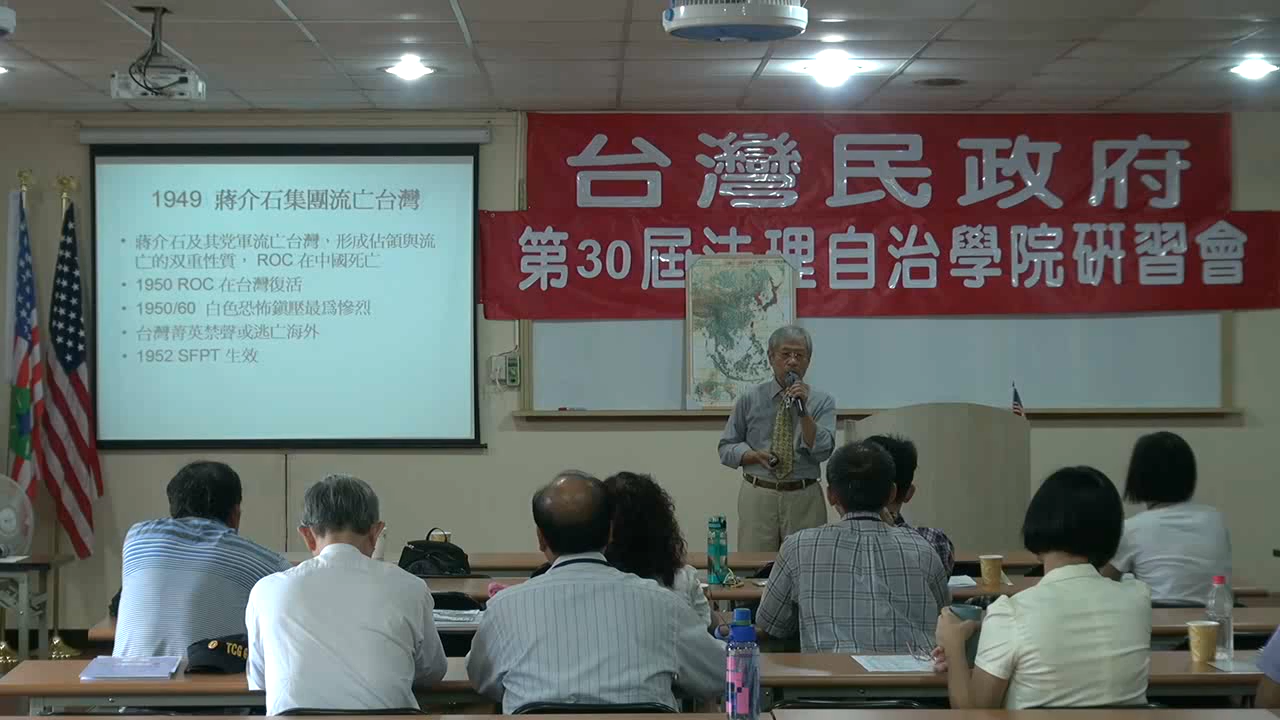 台灣民政府
第30屆法理自治學院研習會
1949 蔣介石集團流亡台灣
• 蔣介石及其党軍流亡台灣，形成佔領與流
亡的双重性質， ROC 在中國死亡
• 1950 ROC 在台灣復活
• 1950/60 白色恐怖鎮壓最為慘烈
• 台灣菁英禁聲或逃亡海外
• 1952 SFPT 生效
TCG